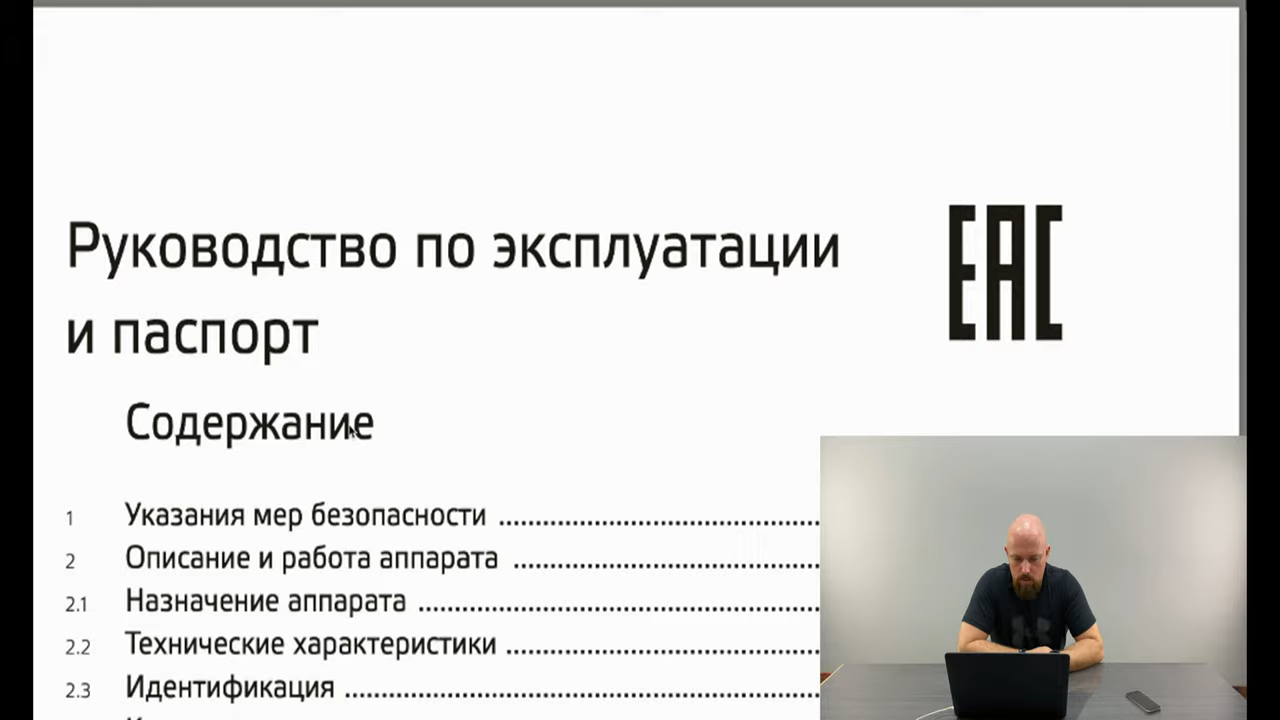 Руководство по эксплуатации
и паспорт
EAC
Содержание
1 Указания мер безопасности ........................................
2 Описание и работа аппарата ........................................
2.1 Назначение аппарата ........................................
2.2 Технические характеристики ........................................
2.3 Идентификация ........................................